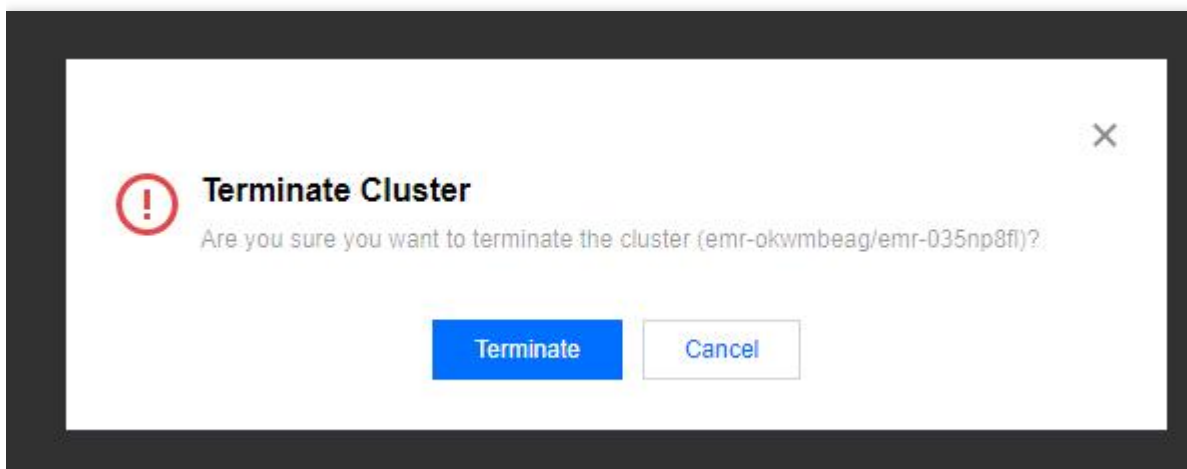 Terminate Cluster
Are you sure you want to terminate the cluster (emr-okwmbeag/emr-035np8fl)?
Terminate
Cancel